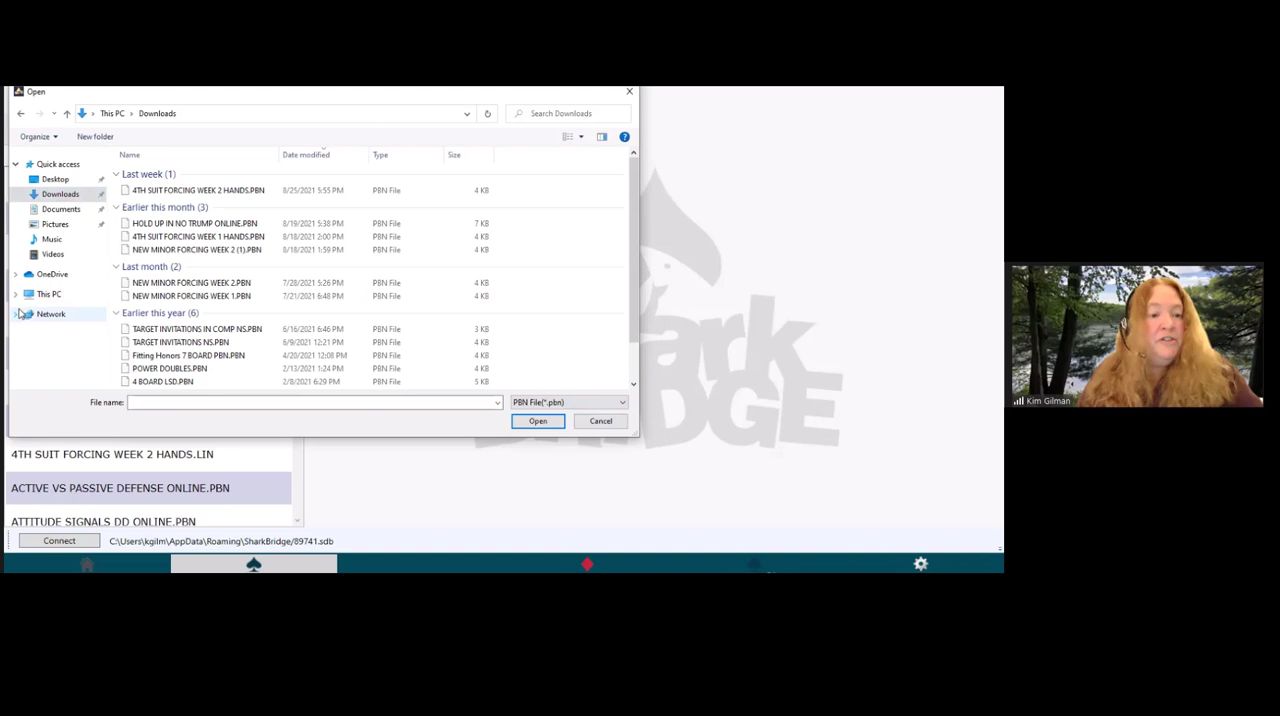 Open
This PC > Downloads
Search Downloads
Organize
New folder
Name Date modified Type Size
Quick access
Desktop
Downloads
Documents
Pictures
Music
Videos
OneDrive
This PC
Network
Last week (1)
4TH SUIT FORCING WEEK 2 HANDS.PBN 8/25/2021 5:55 PM PBN File 4 KB
Earlier this month (3)
HOLD UP IN NO TRUMP ONLINE.PBN 8/19/2021 5:38 PM PBN File 7 KB
4TH SUIT FORCING WEEK 1 HANDS.PBN 8/18/2021 2:00 PM PBN File 4 KB
NEW MINOR FORCING WEEK 2 (1).PBN 8/18/2021 1:59 PM PBN File 4 KB
Last month (2)
NEW MINOR FORCING WEEK 2.PBN 7/28/2021 5:26 PM PBN File 4 KB
NEW MINOR FORCING WEEK 1.PBN 7/21/2021 6:48 PM PBN File 4 KB
Earlier this year (6)
TARGET INVITATIONS IN COMP NS.PBN 6/16/2021 6:46 PM PBN File 3 KB
TARGET INVITATIONS NS.PBN 6/9/2021 12:21 PM PBN File 4 KB
Fitting Honors 7 BOARD PBN.PBN 4/20/2021 12:08 PM PBN File 4 KB
POWER DOUBLES.PBN 2/13/2021 1:24 PM PBN File 4 KB
4 BOARD LSD.PBN 2/8/2021 6:29 PM PBN File 5 KB
File name:
PBN File(*.pbn)
Open
Cancel
4TH SUIT FORCING WEEK 2 HANDS.LIN
ACTIVE VS PASSIVE DEFENSE ONLINE.PBN
ATTITUDE SIGNALS DD ONLINE.PBN
Connect
C:\Users\kgilm\AppData\Roaming\SharkBridge/89741.sdb
Kim Gilman